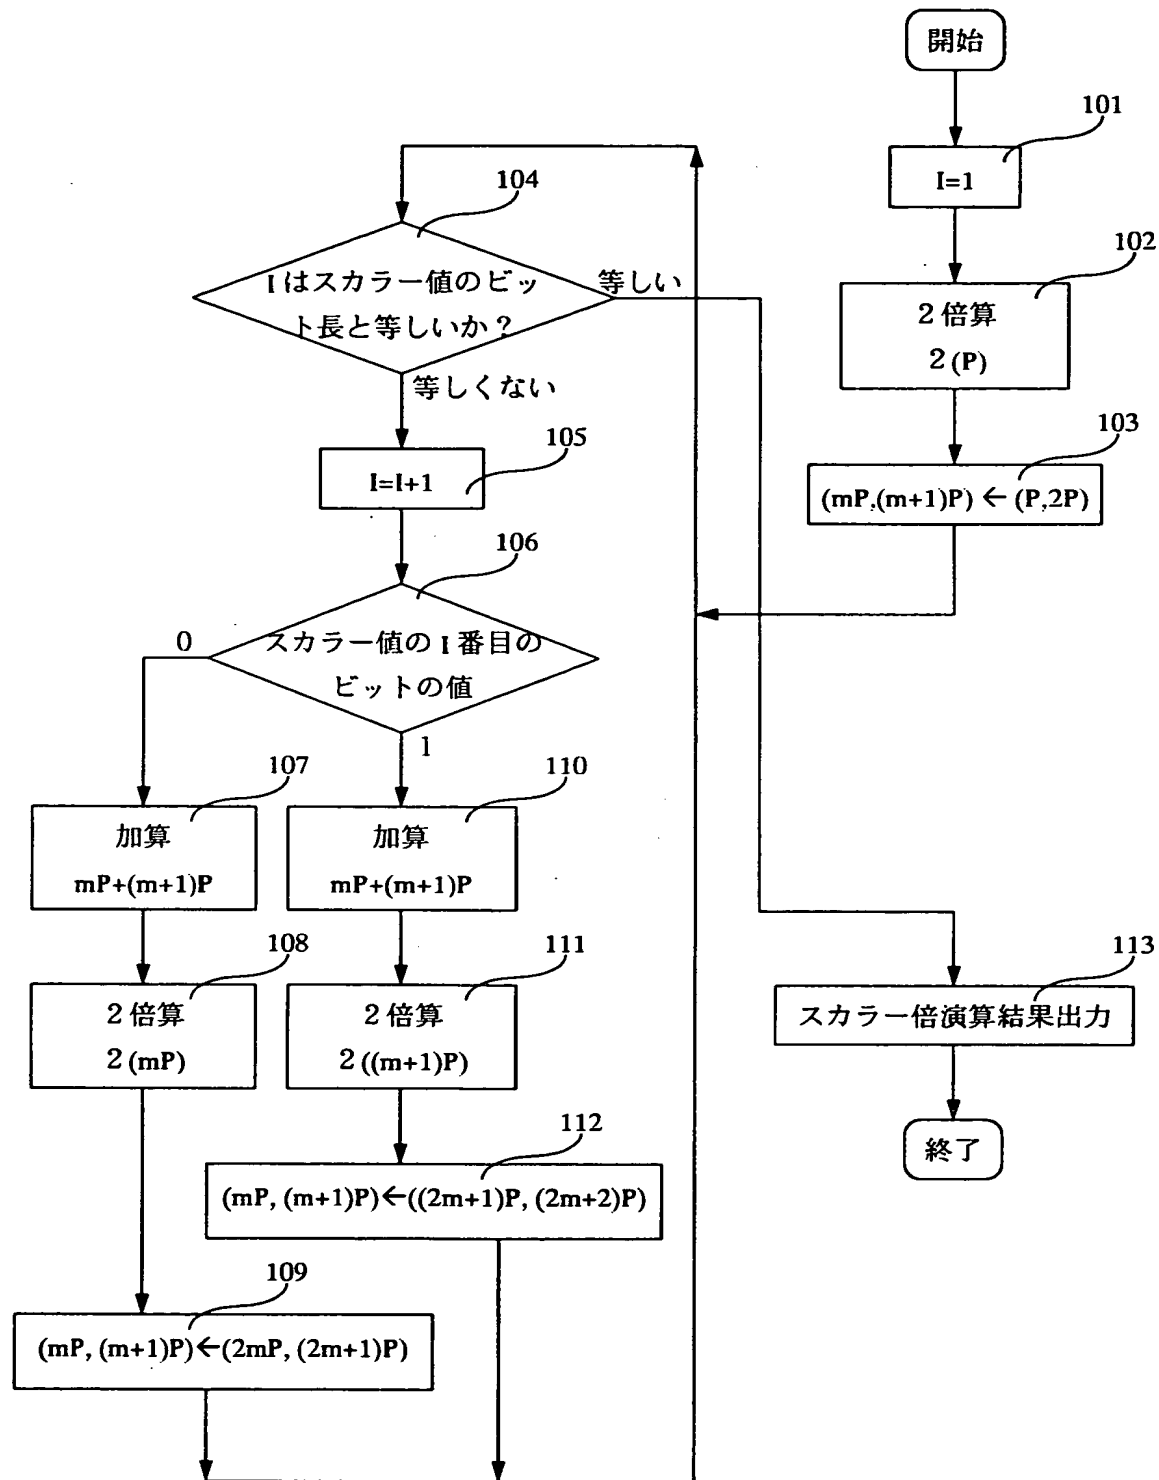 開始
101
I=1
102
2倍算
2(P)
103
(mP,(m+1)P) ← (P,2P)
104
Iはスカラー値のビッ
ト長と等しいか？
等しい
等しくない
105
I=I+1
106
スカラー値のI番目の
ビットの値
0
1
107
加算
mP+(m+1)P
110
加算
mP+(m+1)P
108
2倍算
2(mP)
111
2倍算
2((m+1)P)
112
(mP, (m+1)P)←((2m+1)P, (2m+2)P)
109
(mP, (m+1)P)←(2mP, (2m+1)P)
113
スカラー倍演算結果出力
終了